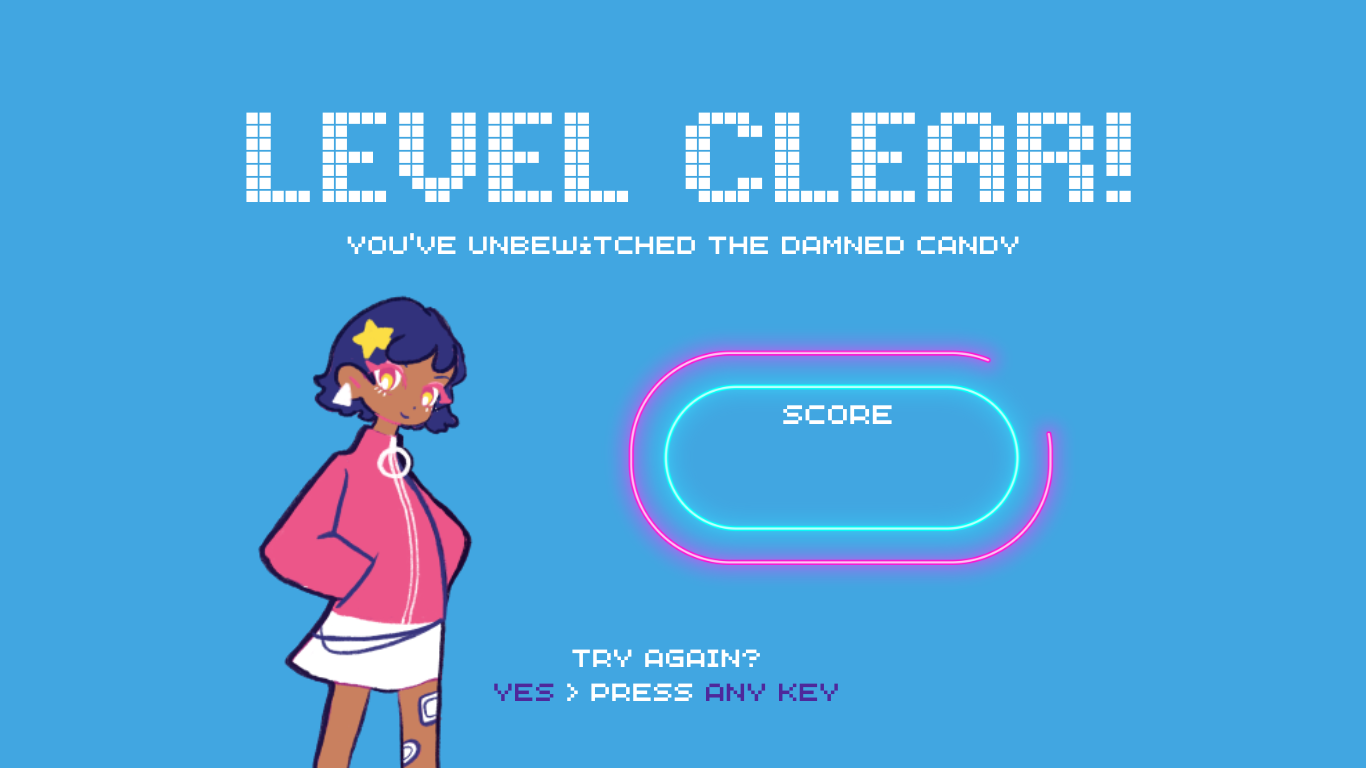 LEVEL CLEAR!
YOU'VE UNBEWiTCHED THE DAMNED CANDY
SCORE
TRY AGAIN?
YES > PRESS ANY KEY